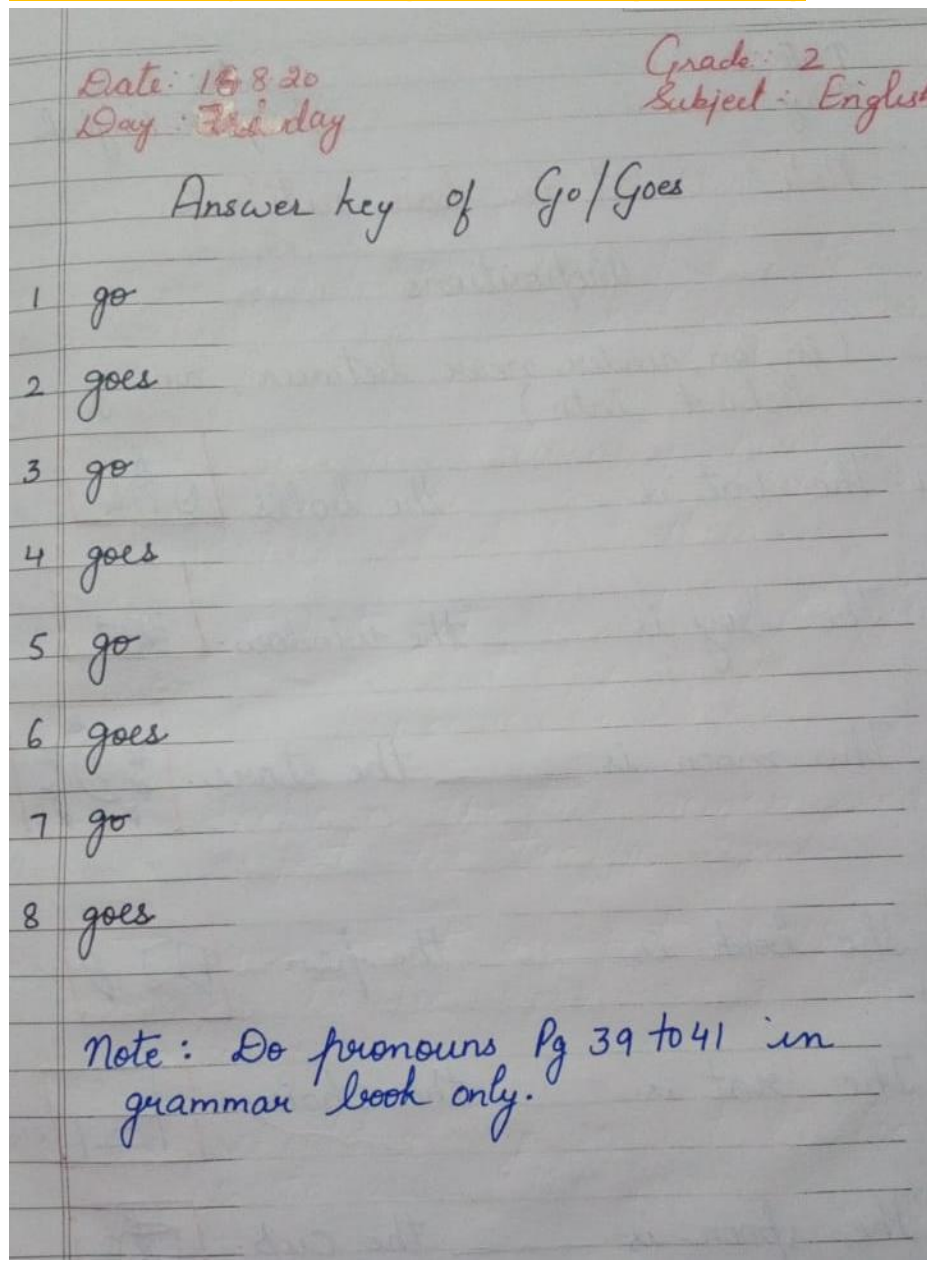 Date: 8 20
Grade: 2
Day: Friday
Subject: English
Answer key of Go/Goes
1 go
2 goes
3 go
4 goes
5 go
6 goes
7 go
8 goes
Note: Do pronouns Pg 39 to 41 in
grammar book only.